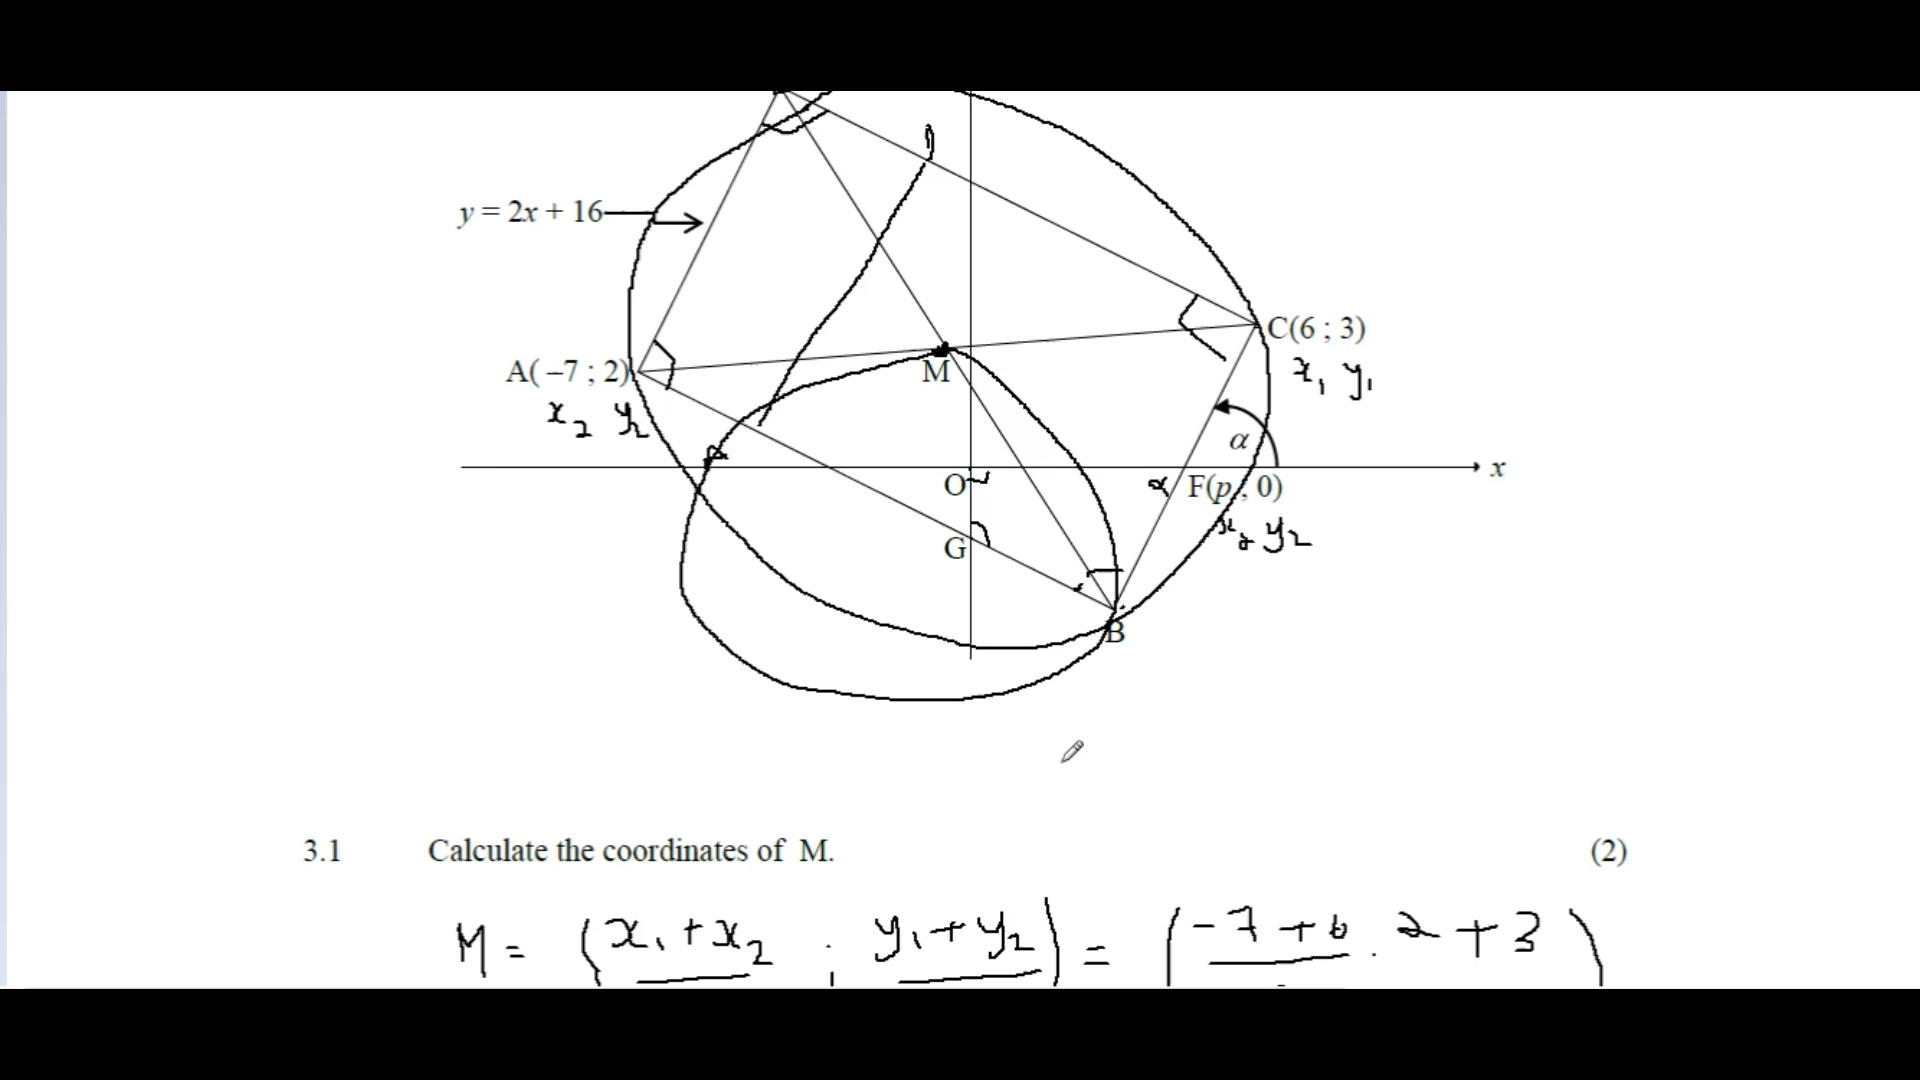 y = 2x + 16
C(6 ; 3)
x₁ y₁
A(−7 ; 2)
x₂ y₂
M
α
x
O
α
F(p ; 0)
x₂ y₂
G
B
3.1 Calculate the coordinates of M. (2)
M = (x₁ + x₂ ; y₁ + y₂) = (-7 + 6 . 2 + 3)